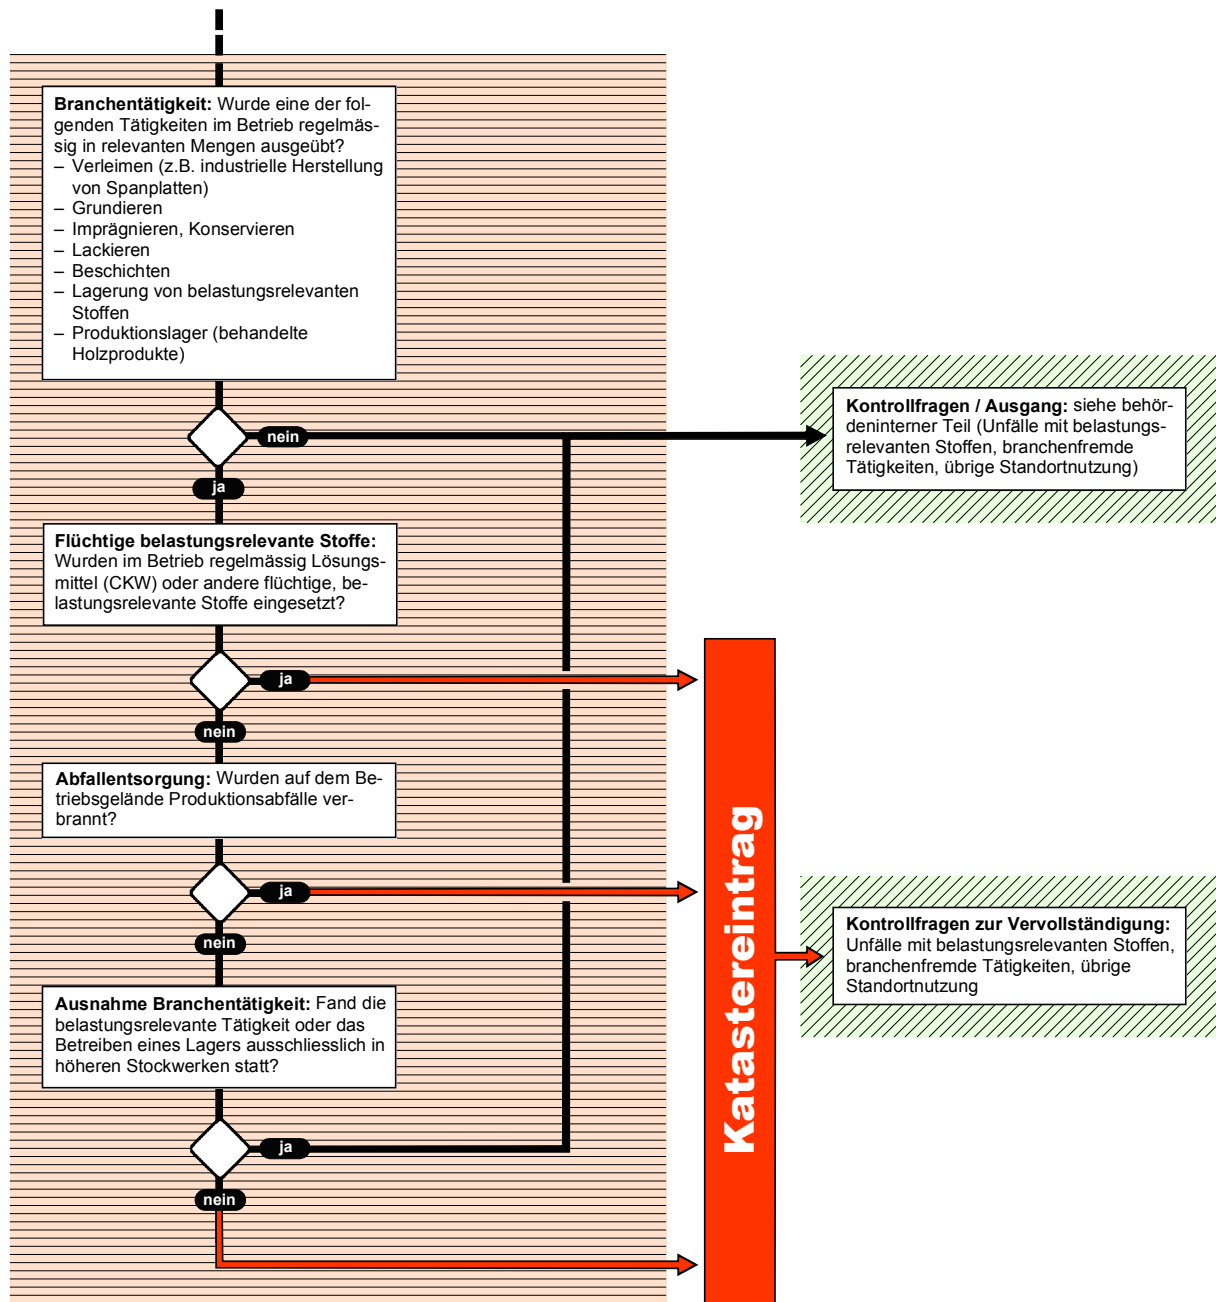 Branchentätigkeit: Wurde eine der fol-
genden Tätigkeiten im Betrieb regelmäs-
sig in relevanten Mengen ausgeübt?
– Verleimen (z.B. industrielle Herstellung
von Spanplatten)
– Grundieren
– Imprägnieren, Konservieren
– Lackieren
– Beschichten
– Lagerung von belastungsrelevanten
Stoffen
– Produktionslager (behandelte
Holzprodukte)
nein
ja
Kontrollfragen / Ausgang: siehe behör-
deninterner Teil (Unfälle mit belastungs-
relevanten Stoffen, branchenfremde
Tätigkeiten, übrige Standortnutzung)
Flüchtige belastungsrelevante Stoffe:
Wurden im Betrieb regelmässig Lösungs-
mittel (CKW) oder andere flüchtige, be-
lastungsrelevante Stoffe eingesetzt?
ja
nein
Abfallentsorgung: Wurden auf dem Be-
triebsgelände Produktionsabfälle ver-
brannt?
ja
nein
Ausnahme Branchentätigkeit: Fand die
belastungsrelevante Tätigkeit oder das
Betreiben eines Lagers ausschliesslich in
höheren Stockwerken statt?
ja
nein
Katastereintrag
Kontrollfragen zur Vervollständigung:
Unfälle mit belastungsrelevanten Stoffen,
branchenfremde Tätigkeiten, übrige
Standortnutzung